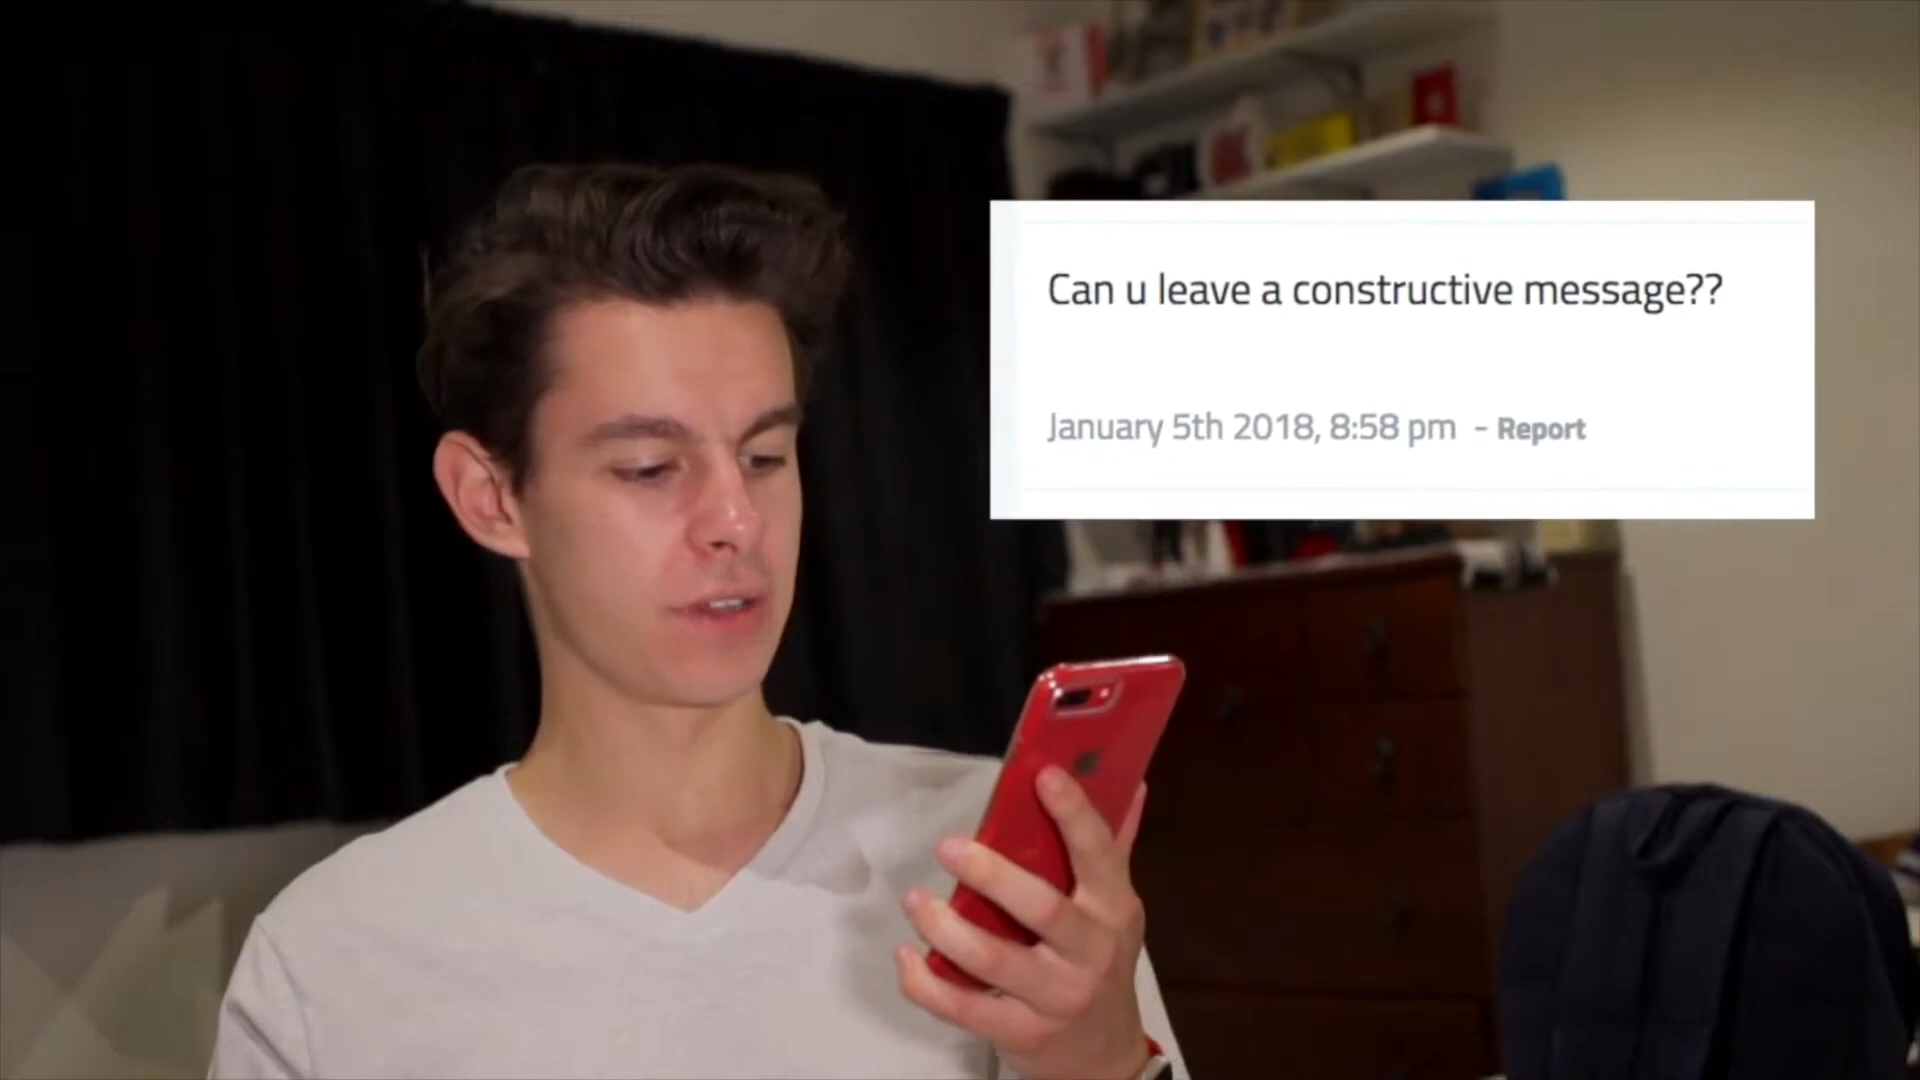 Can u leave a constructive message??
January 5th 2018, 8:58 pm - Report